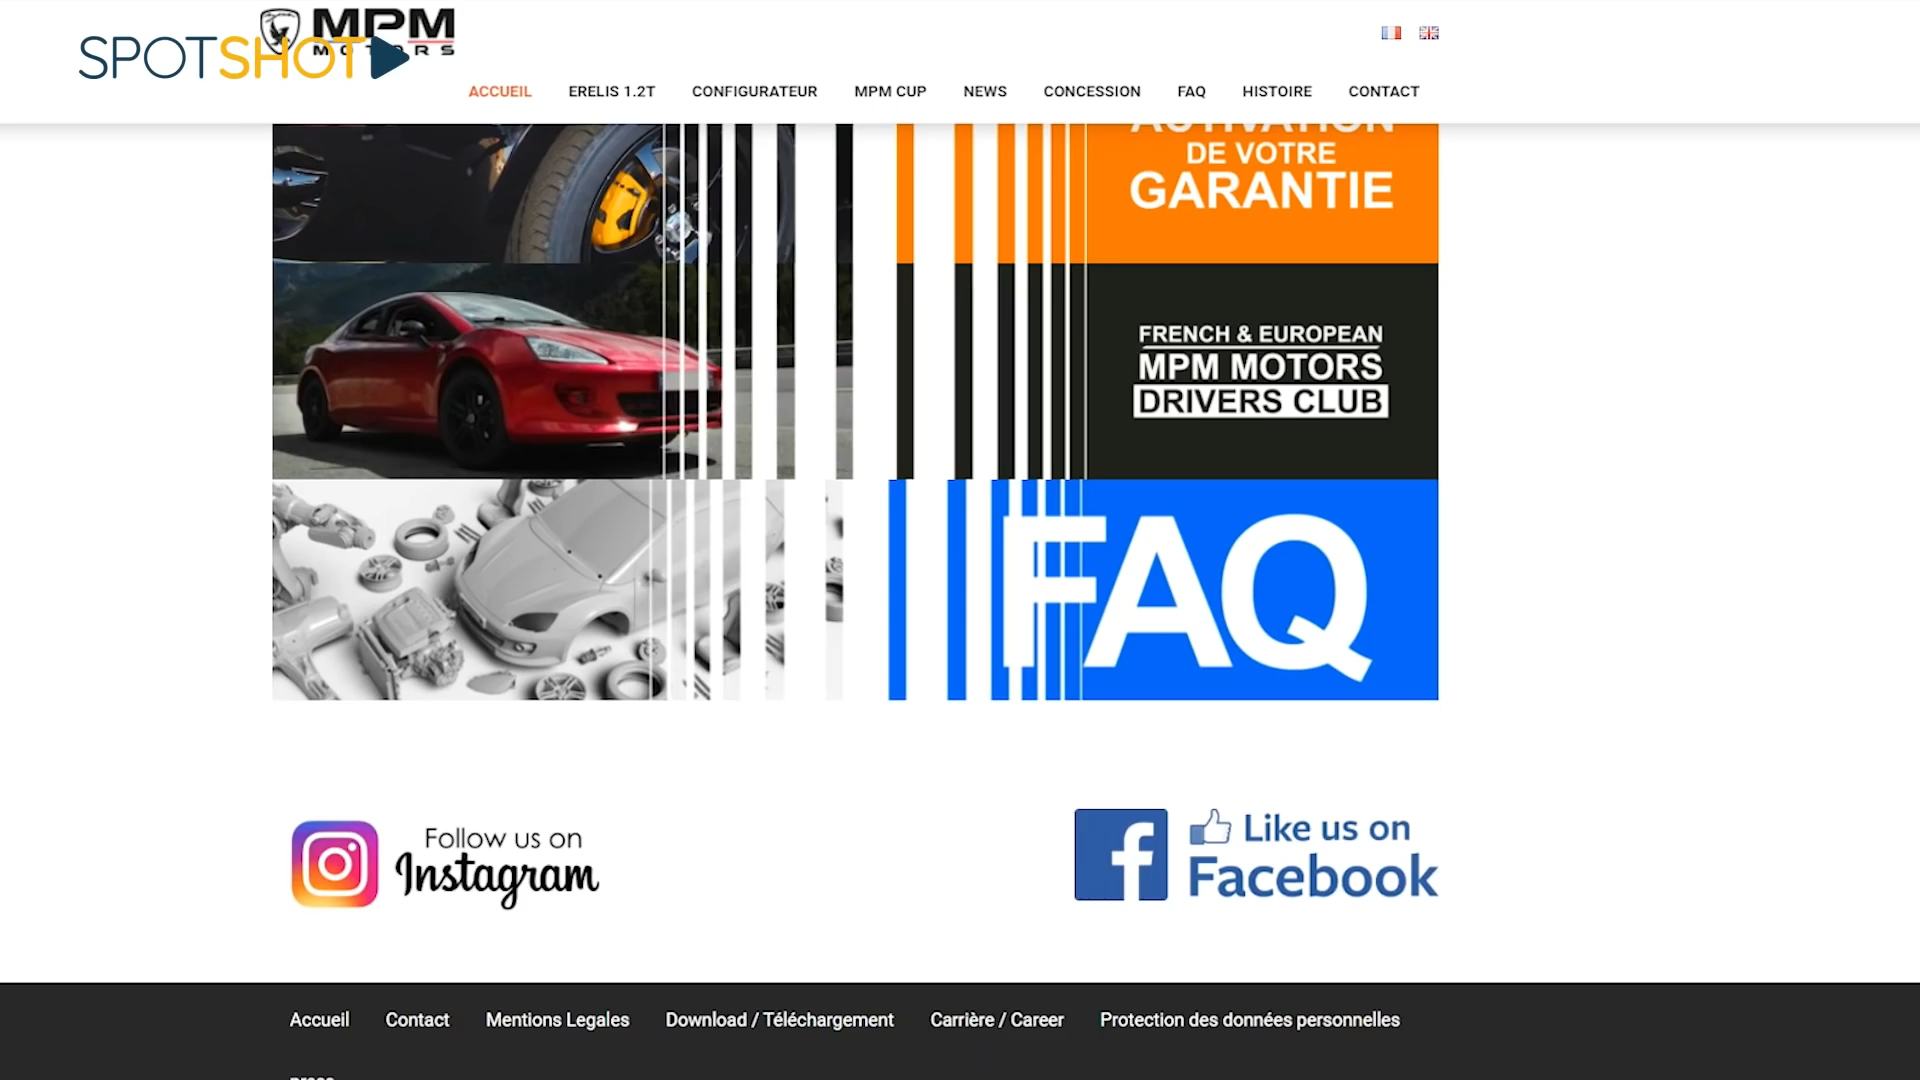 MPM
MOTORS
SPOTSHOT
ACCUEIL
ERELIS 1.2T
CONFIGURATEUR
MPM CUP
NEWS
CONCESSION
FAQ
HISTOIRE
CONTACT
ACTIVATION
DE VOTRE
GARANTIE
FRENCH & EUROPEAN
MPM MOTORS
DRIVERS CLUB
FAQ
Follow us on
Instagram
Like us on
Facebook
Accueil
Contact
Mentions Legales
Download / Téléchargement
Carrière / Career
Protection des données personnelles